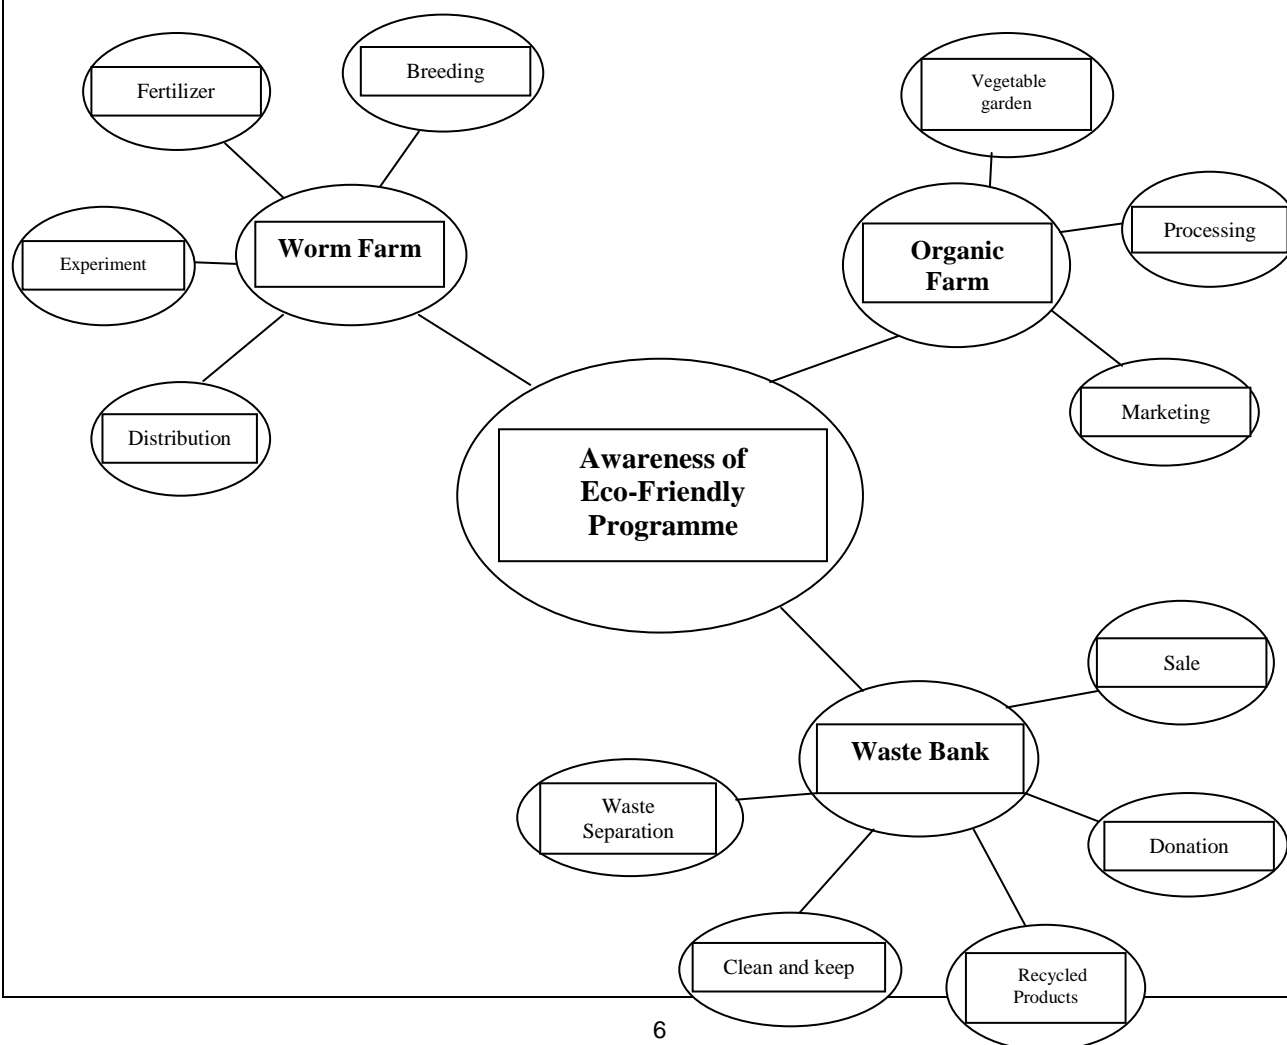 Fertilizer
Breeding
Vegetable
garden
Experiment
Worm Farm
Organic
Farm
Processing
Distribution
Marketing
Awareness of
Eco-Friendly
Programme
Sale
Waste Bank
Waste
Separation
Donation
Clean and keep
Recycled
Products
6